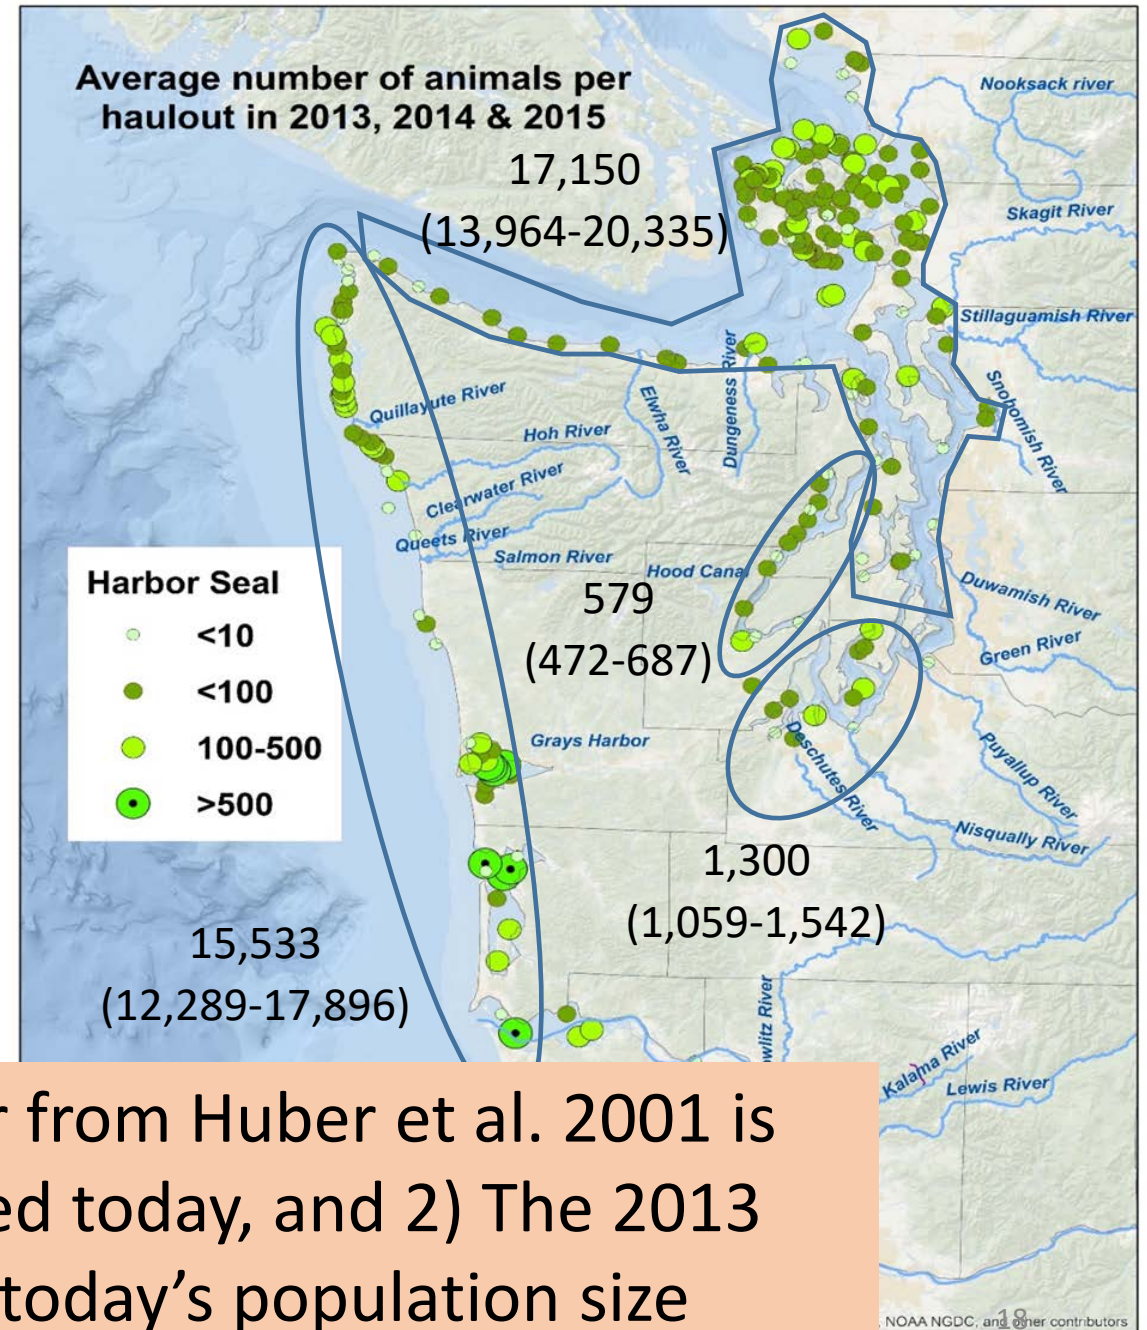 Average number of animals per
haulout in 2013, 2014 & 2015
17,150
(13,964-20,335)
Nooksack river
Skagit River
Stillaguamish River
Snohomish River
Quillayute River
Hoh River
Elwha River
Dungeness River
Clearwater River
Queets River
Salmon River
Hood Canal
579
(472-687)
Duwamish River
Green River
Harbor Seal
<10
<100
100-500
>500
Grays Harbor
Deschutes River
Puyallup River
Nisqually River
1,300
(1,059-1,542)
15,533
(12,289-17,896)
wlitz River
Kalama River
Lewis River
r from Huber et al. 2001 is
ed today, and 2) The 2013
today's population size
NOAA NGDC, and other contributors
18